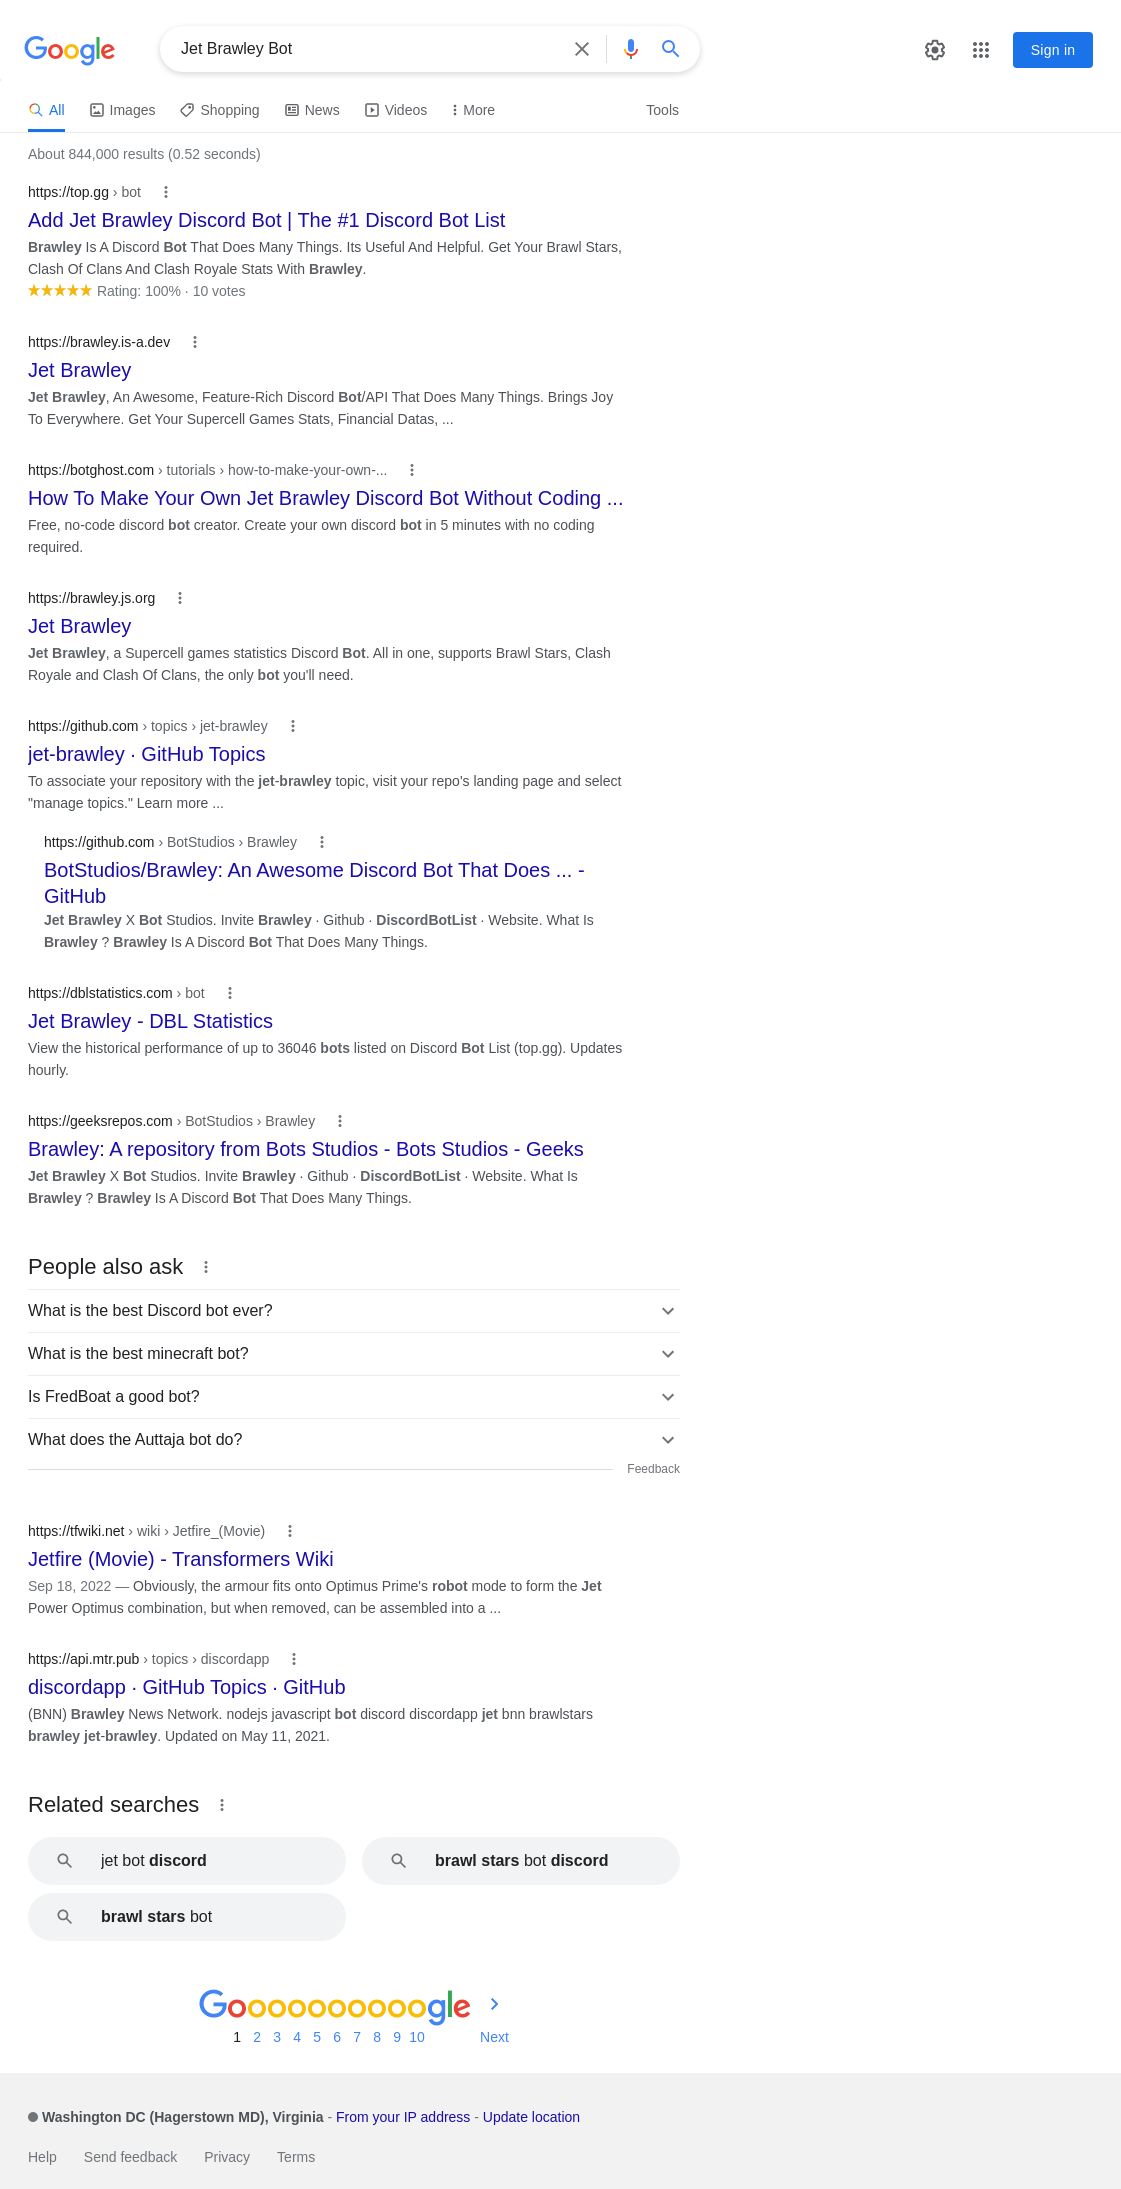 Google
Jet Brawley Bot
Sign in
All Images Shopping News Videos More Tools
About 844,000 results (0.52 seconds)
https://top.gg › bot
Add Jet Brawley Discord Bot | The #1 Discord Bot List
Brawley Is A Discord Bot That Does Many Things. Its Useful And Helpful. Get Your Brawl Stars,
Clash Of Clans And Clash Royale Stats With Brawley.
Rating: 100% · 10 votes
https://brawley.is-a.dev
Jet Brawley
Jet Brawley, An Awesome, Feature-Rich Discord Bot/API That Does Many Things. Brings Joy
To Everywhere. Get Your Supercell Games Stats, Financial Datas, ...
https://botghost.com › tutorials › how-to-make-your-own-...
How To Make Your Own Jet Brawley Discord Bot Without Coding ...
Free, no-code discord bot creator. Create your own discord bot in 5 minutes with no coding
required.
https://brawley.js.org
Jet Brawley
Jet Brawley, a Supercell games statistics Discord Bot. All in one, supports Brawl Stars, Clash
Royale and Clash Of Clans, the only bot you'll need.
https://github.com › topics › jet-brawley
jet-brawley · GitHub Topics
To associate your repository with the jet-brawley topic, visit your repo's landing page and select
"manage topics." Learn more ...
https://github.com › BotStudios › Brawley
BotStudios/Brawley: An Awesome Discord Bot That Does ... -
GitHub
Jet Brawley X Bot Studios. Invite Brawley · Github · DiscordBotList · Website. What Is
Brawley ? Brawley Is A Discord Bot That Does Many Things.
https://dblstatistics.com › bot
Jet Brawley - DBL Statistics
View the historical performance of up to 36046 bots listed on Discord Bot List (top.gg). Updates
hourly.
https://geeksrepos.com › BotStudios › Brawley
Brawley: A repository from Bots Studios - Bots Studios - Geeks
Jet Brawley X Bot Studios. Invite Brawley · Github · DiscordBotList · Website. What Is
Brawley ? Brawley Is A Discord Bot That Does Many Things.
People also ask
What is the best Discord bot ever?
What is the best minecraft bot?
Is FredBoat a good bot?
What does the Auttaja bot do?
Feedback
https://tfwiki.net › wiki › Jetfire_(Movie)
Jetfire (Movie) - Transformers Wiki
Sep 18, 2022 — Obviously, the armour fits onto Optimus Prime's robot mode to form the Jet
Power Optimus combination, but when removed, can be assembled into a ...
https://api.mtr.pub › topics › discordapp
discordapp · GitHub Topics · GitHub
(BNN) Brawley News Network. nodejs javascript bot discord discordapp jet bnn brawlstars
brawley jet-brawley. Updated on May 11, 2021.
Related searches
jet bot discord
brawl stars bot discord
brawl stars bot
Goooooooooogle
1 2 3 4 5 6 7 8 9 10 Next
Washington DC (Hagerstown MD), Virginia - From your IP address - Update location
Help Send feedback Privacy Terms